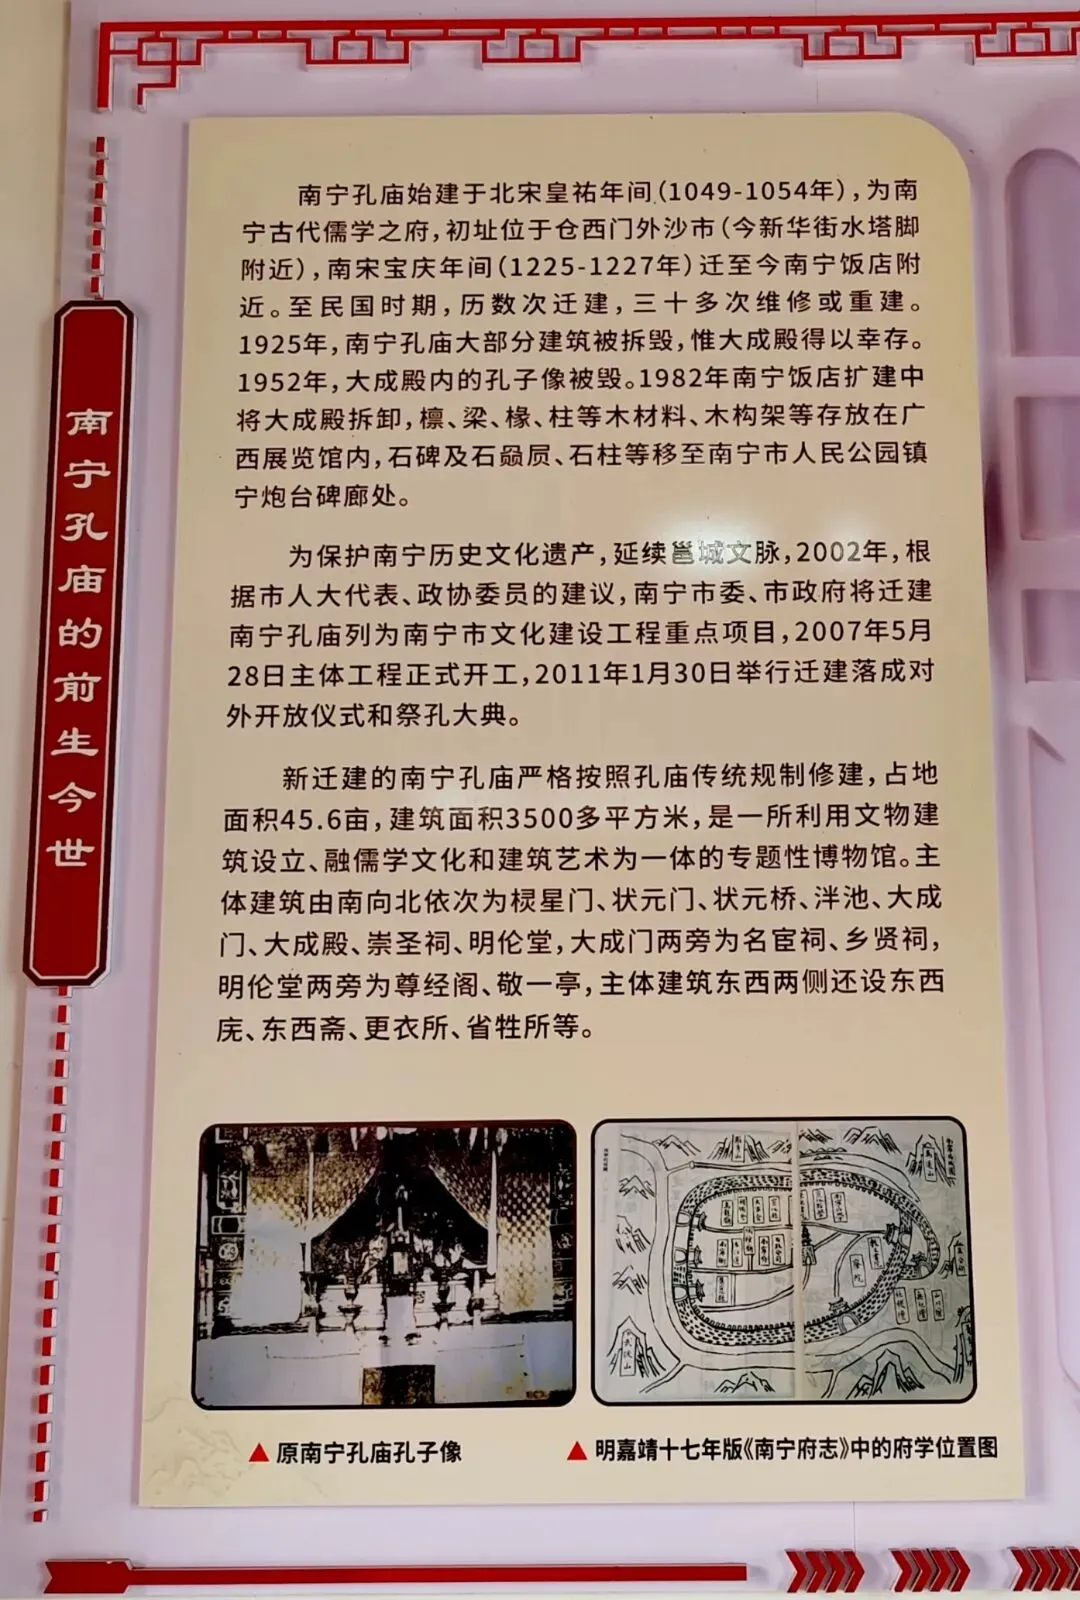 南宁孔庙的前生今世
南宁孔庙始建于北宋皇祐年间(1049-1054年),为南
宁古代儒学之府,初址位于仓西门外沙市(今新华街水塔脚
附近),南宋宝庆年间(1225-1227年)迁至今南宁饭店附
近。至民国时期,历数次迁建,三十多次维修或重建。
1925年,南宁孔庙大部分建筑被拆毁,惟大成殿得以幸存。
1952年,大成殿内的孔子像被毁。1982年南宁饭店扩建中
将大成殿拆卸,檩、梁、椽、柱等木材料、木构架等存放在广
西展览馆内,石碑及石赑屃、石柱等移至南宁市人民公园镇
宁炮台碑廊处。
为保护南宁历史文化遗产,延续邕城文脉,2002年,根
据市人大代表、政协委员的建议,南宁市委、市政府将迁建
南宁孔庙列为南宁市文化建设工程重点项目,2007年5月
28日主体工程正式开工,2011年1月30日举行迁建落成对
外开放仪式和祭孔大典。
新迁建的南宁孔庙严格按照孔庙传统规制修建,占地
面积45.6亩,建筑面积3500多平方米,是一所利用文物建
筑设立、融儒学文化和建筑艺术为一体的专题性博物馆。主
体建筑由南向北依次为棂星门、状元门、状元桥、泮池、大成
门、大成殿、崇圣祠、明伦堂,大成门两旁为名宦祠、乡贤祠,
明伦堂两旁为尊经阁、敬一亭,主体建筑东西两侧还设东西
庑、东西斋、更衣所、省牲所等。
▲原南宁孔庙孔子像
▲明嘉靖十七年版《南宁府志》中的府学位置图